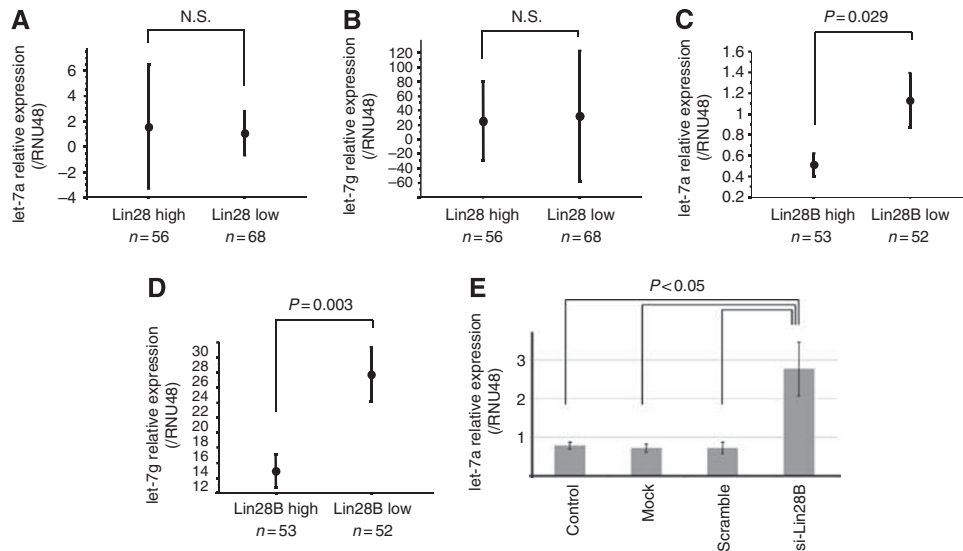 A
N.S.
let-7a relative expression
(/RNU48)
6
4
2
0
–2
–4
Lin28 high
Lin28 low
n=56
n=68
B
N.S.
let-7g relative expression
(/RNU48)
120
100
80
60
40
20
0
–20
–40
–60
Lin28 high
Lin28 low
n=56
n=68
C
P=0.029
let-7a relative expression
(/RNU48)
1.6
1.4
1.2
1
0.8
0.6
0.4
0.2
Lin28B high
Lin28B low
n=53
n=52
D
P=0.003
let-7g relative expression
(/RNU48)
30
28
26
24
22
20
18
16
14
12
Lin28B high
Lin28B low
n=53
n=52
E
P<0.05
let-7a relative expression
(/RNU48)
3
2
1
Control
Mock
Scramble
si-Lin28B